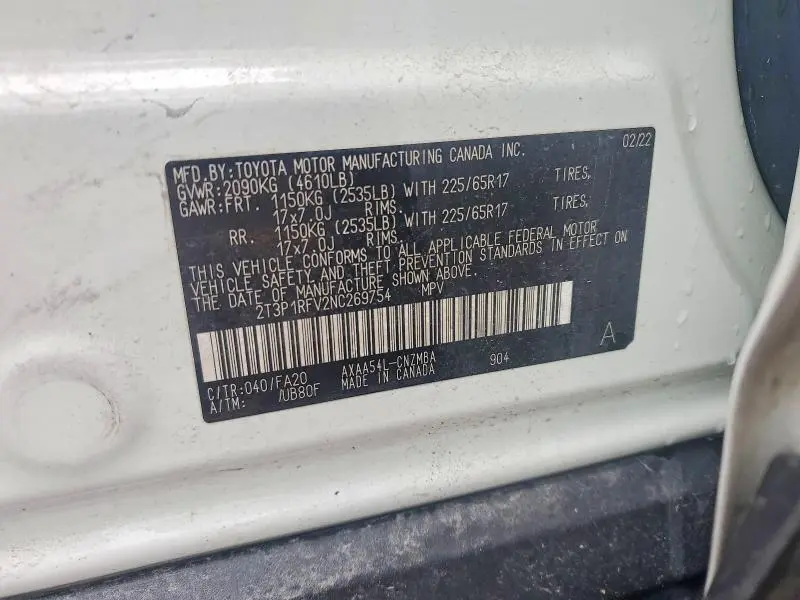 MFD.BY:TOYOTA MOTOR MANUFACTURING CANADA INC. 02/22
GVWR:2090KG (4610LB)
GAWR:FRT. 1150KG (2535LB) WITH 225/65R17 TIRES,
17x7.0J RIMS.
RR. 1150KG (2535LB) WITH 225/65R17 TIRES,
17x7.0J RIMS.
THIS VEHICLE CONFORMS TO ALL APPLICABLE FEDERAL MOTOR
VEHICLE SAFETY AND THEFT PREVENTION STANDARDS IN EFFECT ON
THE DATE OF MANUFACTURE SHOWN ABOVE.
2T3P1RFV2NC269754 MPV
A
C/TR:040/FA20 AXAA54L-CNZMBA 904
A/TM: /UB80F MADE IN CANADA